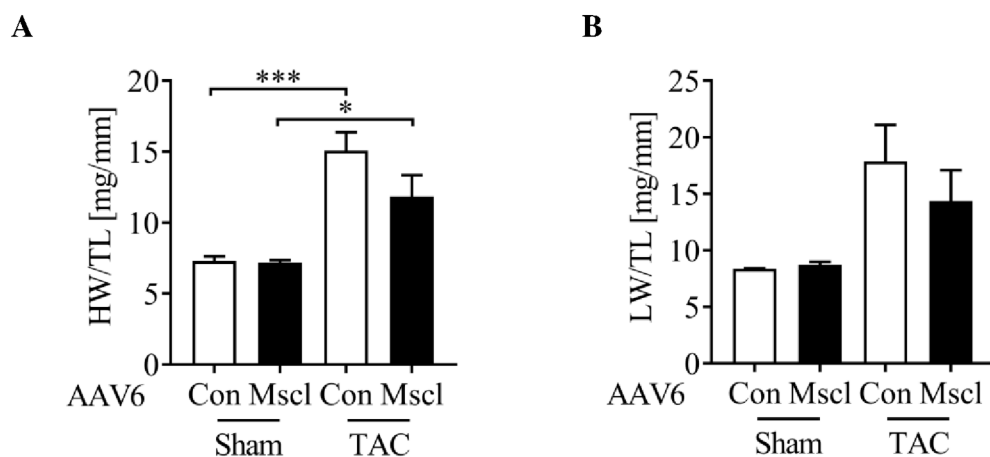 A
HW/TL [mg/mm]
20
15
10
5
0
***
*
AAV6
Con Mscl Con Mscl
Sham TAC
B
LW/TL [mg/mm]
25
20
15
10
5
0
AAV6
Con Mscl Con Mscl
Sham TAC